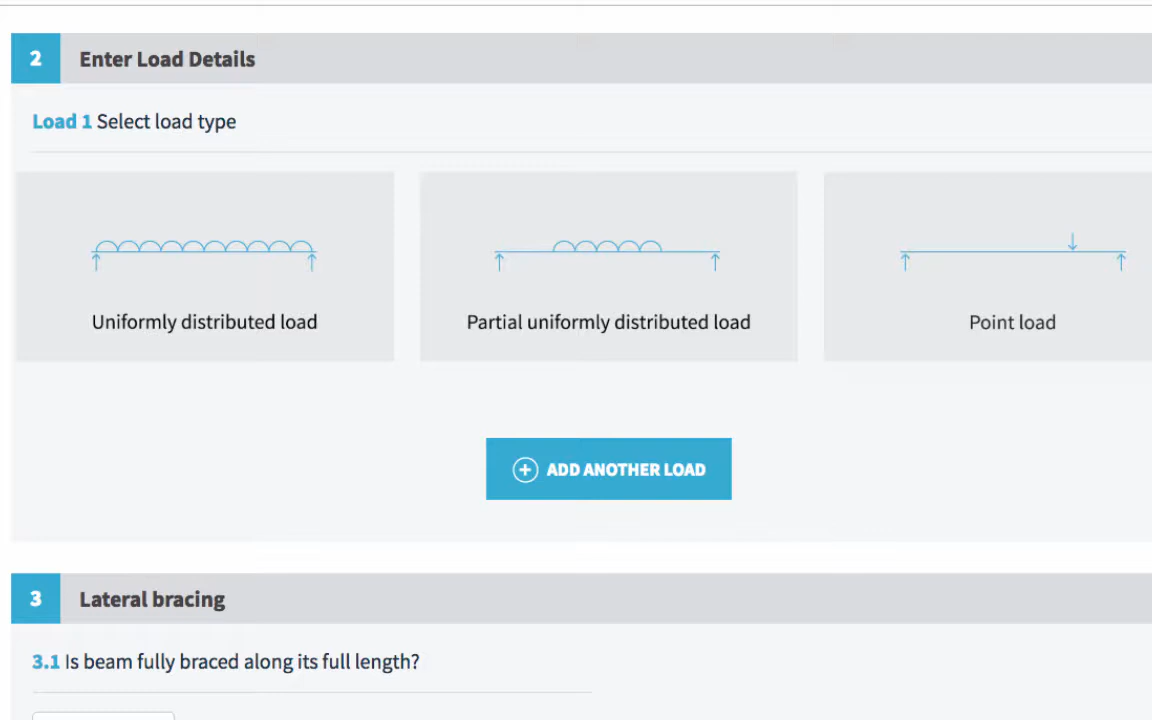 2 Enter Load Details
Load 1 Select load type
Uniformly distributed load
Partial uniformly distributed load
Point load
ADD ANOTHER LOAD
3 Lateral bracing
3.1 Is beam fully braced along its full length?